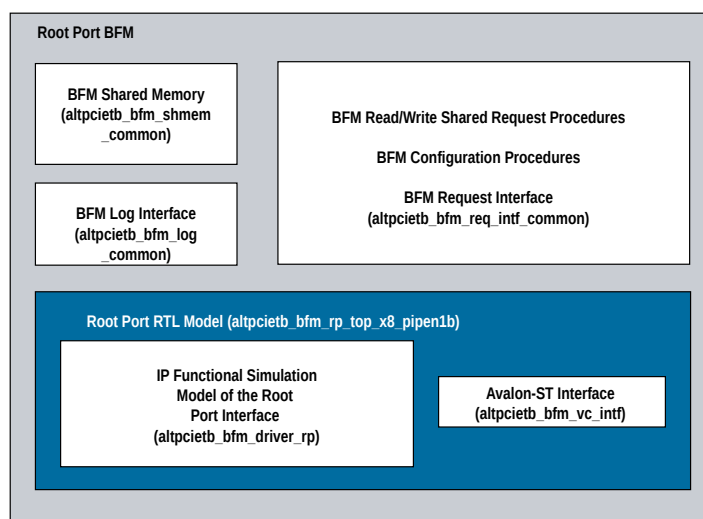 Root Port BFM
BFM Shared Memory
(altpcietb_bfm_shmem
_common)
BFM Log Interface
(altpcietb_bfm_log
_common)
BFM Read/Write Shared Request Procedures
BFM Configuration Procedures
BFM Request Interface
(altpcietb_bfm_req_intf_common)
Root Port RTL Model (altpcietb_bfm_rp_top_x8_pipen1b)
IP Functional Simulation
Model of the Root
Port Interface
(altpcietb_bfm_driver_rp)
Avalon-ST Interface
(altpcietb_bfm_vc_intf)